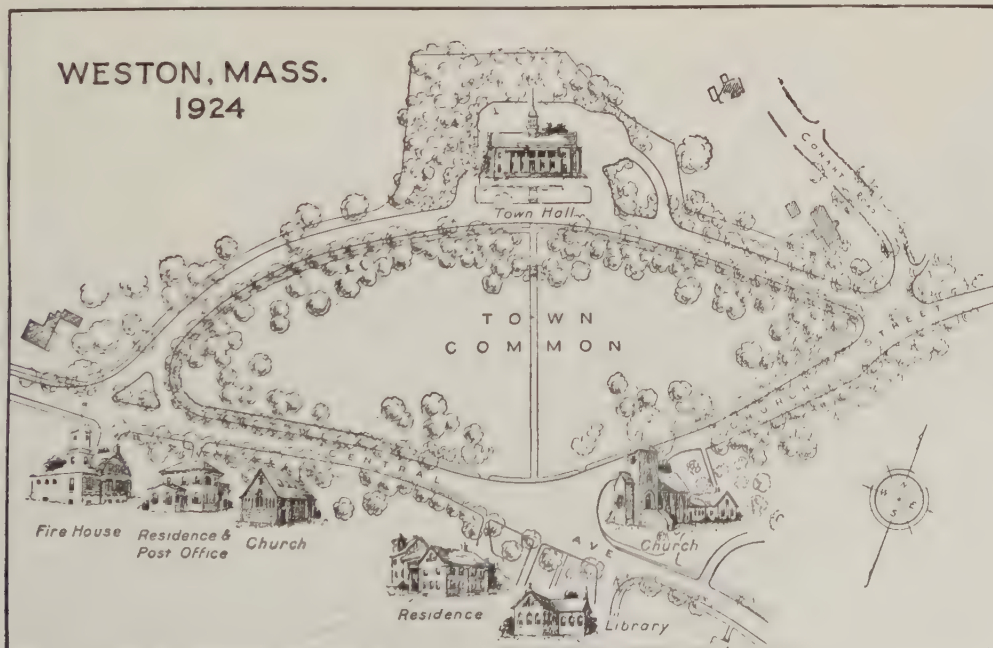 WESTON, MASS.
1924
Town Hall
CONANT ROAD
TOWN
COMMON
CHURCH STREET
CENTRAL AVE
Fire House
Residence &
Post Office
Church
Residence
Library
Church
N
W E
S